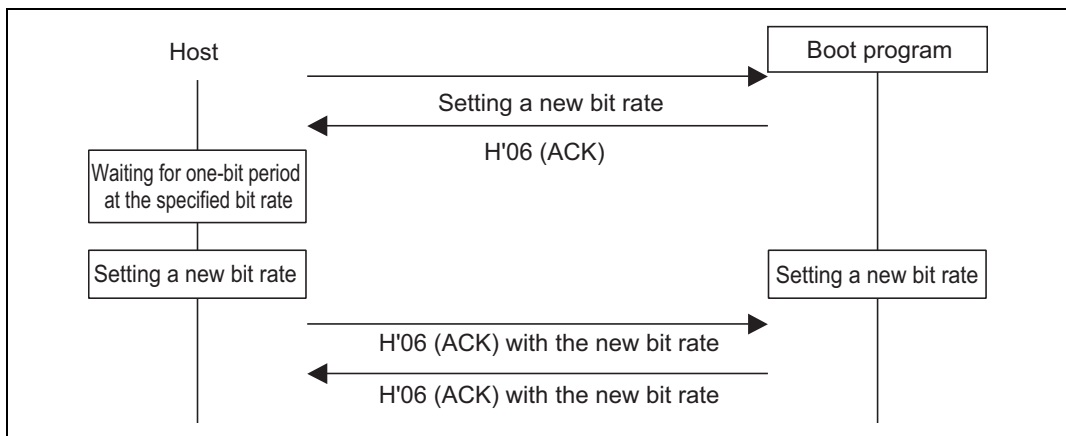 Host
Boot program
Setting a new bit rate
H'06 (ACK)
Waiting for one-bit period
at the specified bit rate
Setting a new bit rate
Setting a new bit rate
H'06 (ACK) with the new bit rate
H'06 (ACK) with the new bit rate